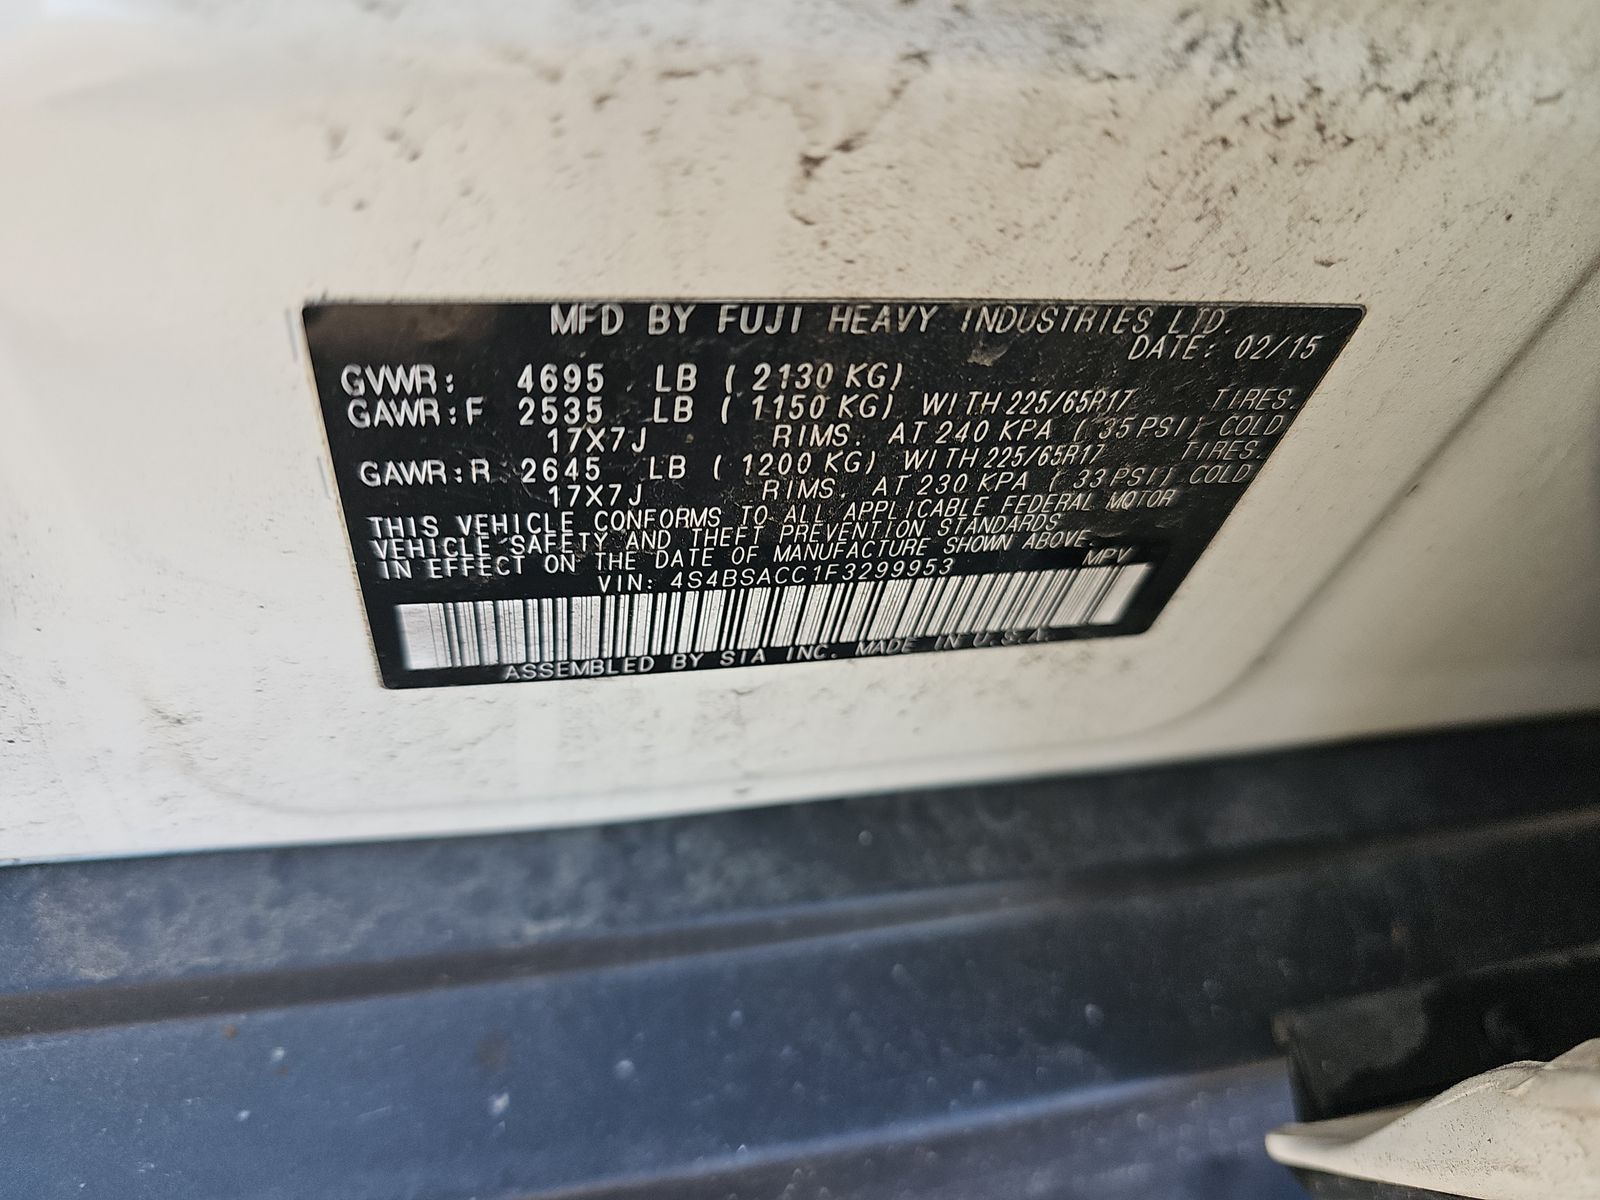 MFD BY FUJI HEAVY INDUSTRIES LTD.
DATE: 02/15
GVWR: 4695 LB (2130 KG)
GAWR:F 2535 LB (1150 KG) WITH 225/65R17 TIRES.
17X7J RIMS. AT 240 KPA (35 PSI) COLD
GAWR:R 2645 LB (1200 KG) WITH 225/65R17 TIRES.
17X7J RIMS. AT 230 KPA (33 PSI) COLD
THIS VEHICLE CONFORMS TO ALL APPLICABLE FEDERAL MOTOR
VEHICLE SAFETY AND THEFT PREVENTION STANDARDS
IN EFFECT ON THE DATE OF MANUFACTURE SHOWN ABOVE.
VIN: 4S4BSACC1F3299953 MPV
ASSEMBLED BY SIA INC. MADE IN U.S.A.